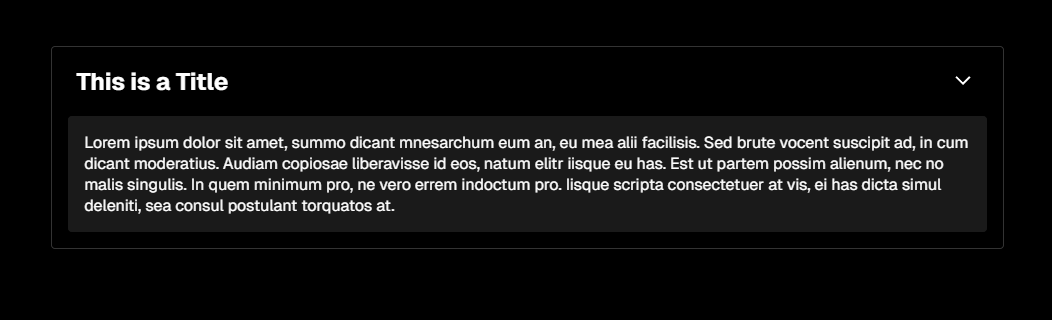 This is a Title
Lorem ipsum dolor sit amet, summo dicant mnesarchum eum an, eu mea alii facilisis. Sed brute vocent suscipit ad, in cum
dicant moderatius. Audiam copiosae liberavisse id eos, natum elitr iisque eu has. Est ut partem possim alienum, nec no
malis singulis. In quem minimum pro, ne vero errem indoctum pro. Iisque scripta consectetuer at vis, ei has dicta simul
deleniti, sea consul postulant torquatos at.